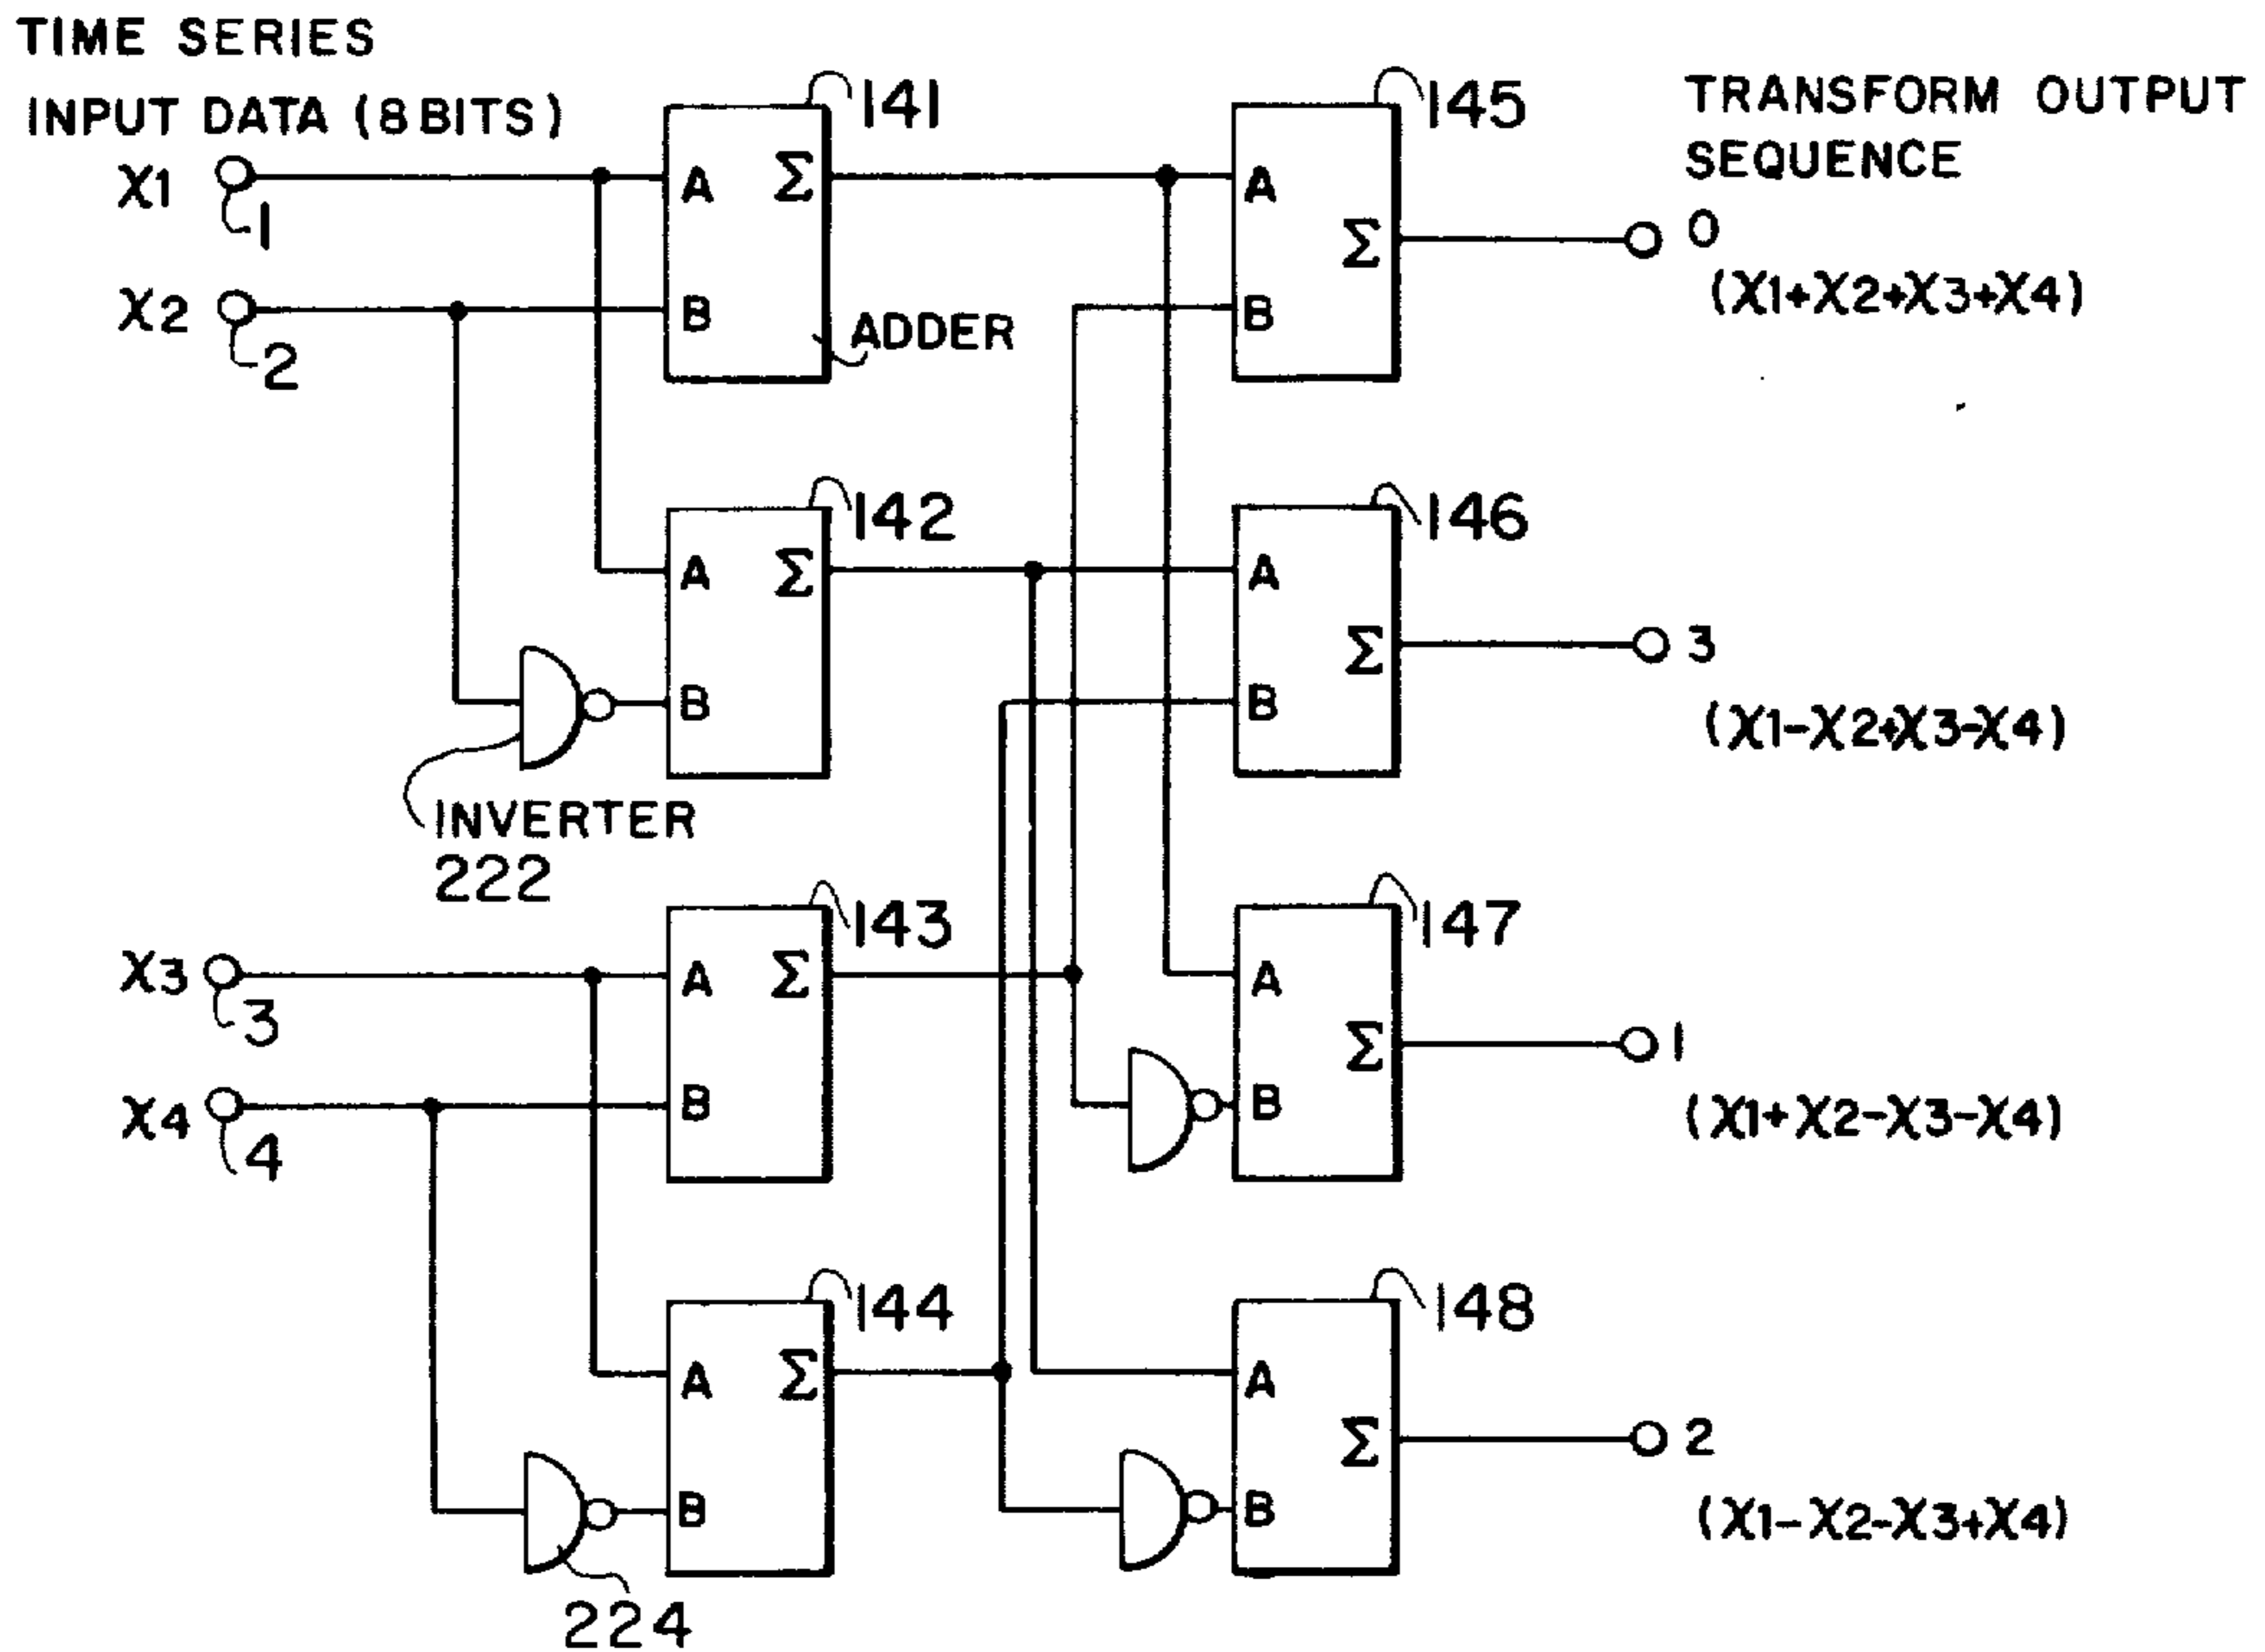 TIME SERIES
INPUT DATA (8 BITS)
TRANSFORM OUTPUT
SEQUENCE
141
145
X1
1
A
Σ
A
Σ
0
(X1+X2+X3+X4)
X2
2
B
ADDER
B
142
146
A
Σ
A
Σ
3
B
B
(X1-X2+X3-X4)
INVERTER
222
143
147
X3
3
A
Σ
A
Σ
1
X4
4
B
B
(X1+X2-X3-X4)
144
148
A
Σ
A
Σ
2
B
B
(X1-X2-X3+X4)
224